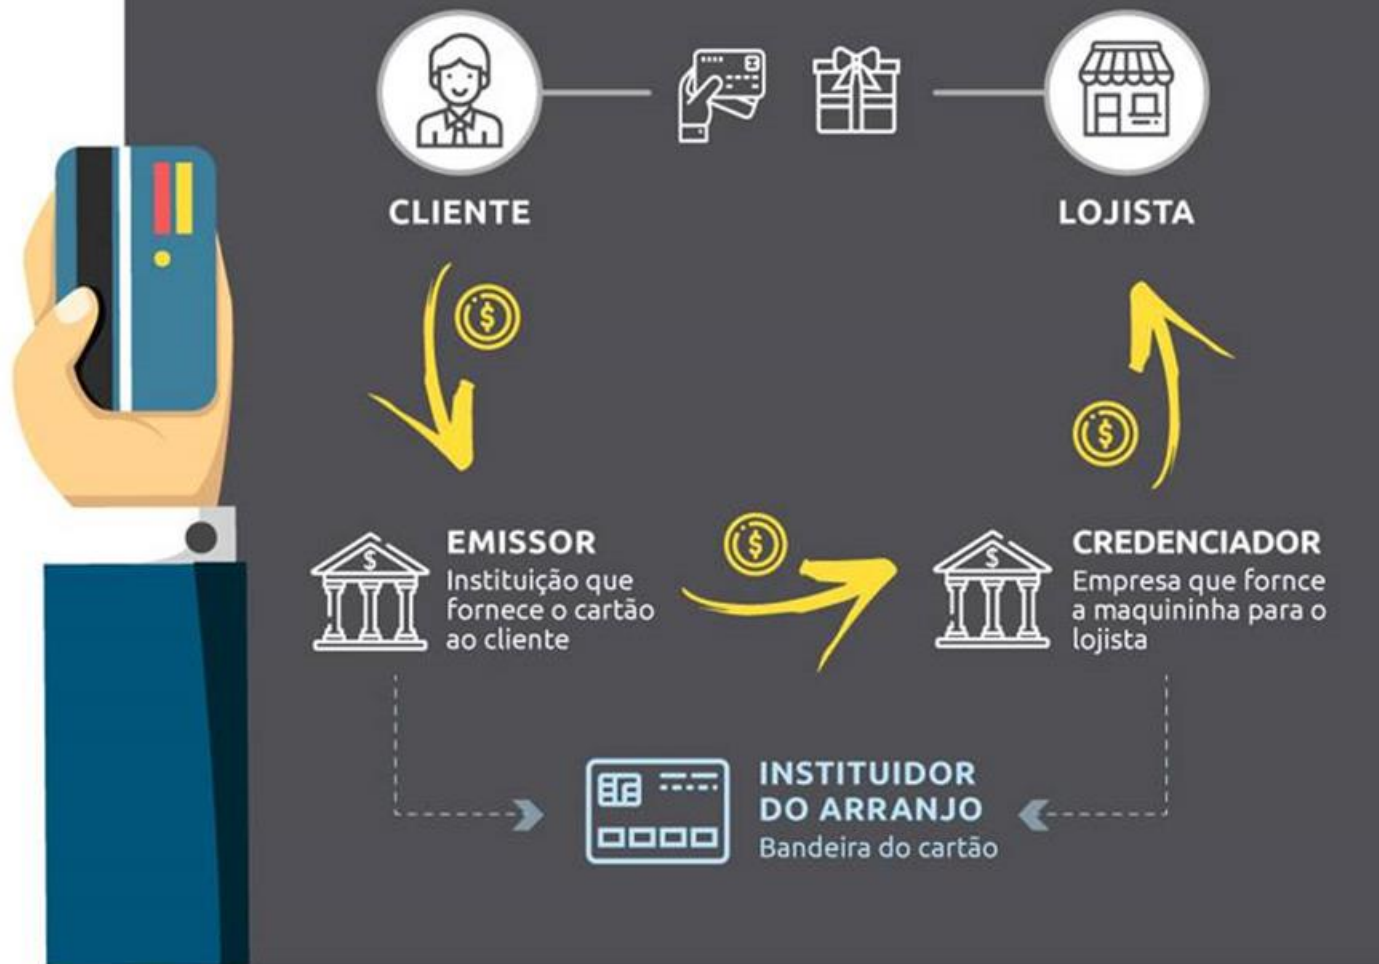 CLIENTE
LOJISTA
EMISSOR
Instituição que
fornece o cartão
ao cliente
CREDENCIADOR
Empresa que fornce
a maquininha para o
lojista
INSTITUIDOR
DO ARRANJO
Bandeira do cartão